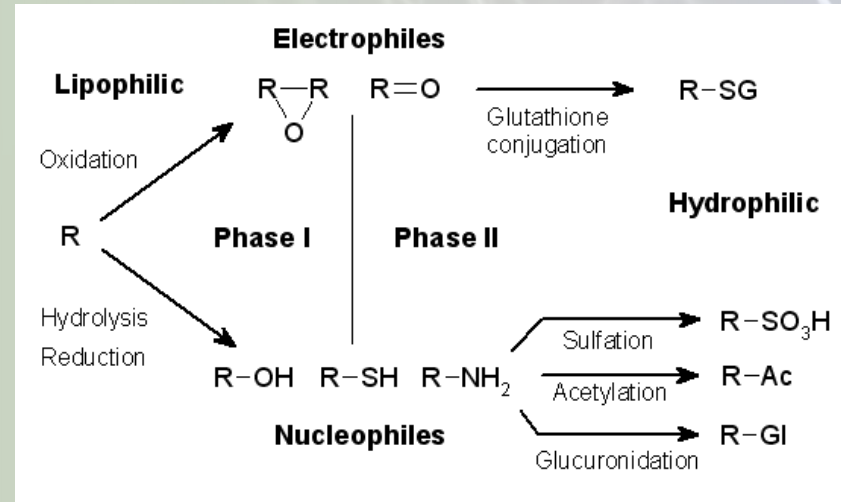 Electrophiles
Lipophilic
R—R R=O
O
R-SG
Glutathione
conjugation
Oxidation
Hydrophilic
R
Phase I Phase II
Hydrolysis
Reduction
R-SO₃H
Sulfation
R-OH R-SH R-NH₂
R-Ac
Acetylation
Nucleophiles
R-Gl
Glucuronidation